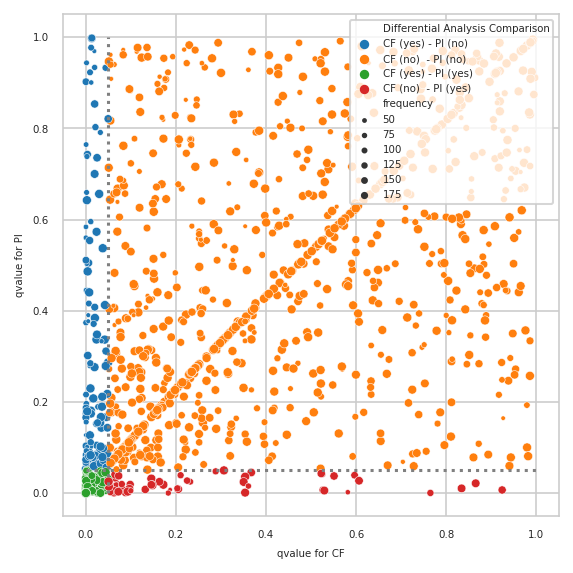 Differential Analysis Comparison
CF (yes) - PI (no)
CF (no)  - PI (no)
CF (yes) - PI (yes)
CF (no)  - PI (yes)
frequency
50
75
100
125
150
175
1.0
0.8
0.6
0.4
0.2
0.0
qvalue for PI
0.0 0.2 0.4 0.6 0.8 1.0
qvalue for CF